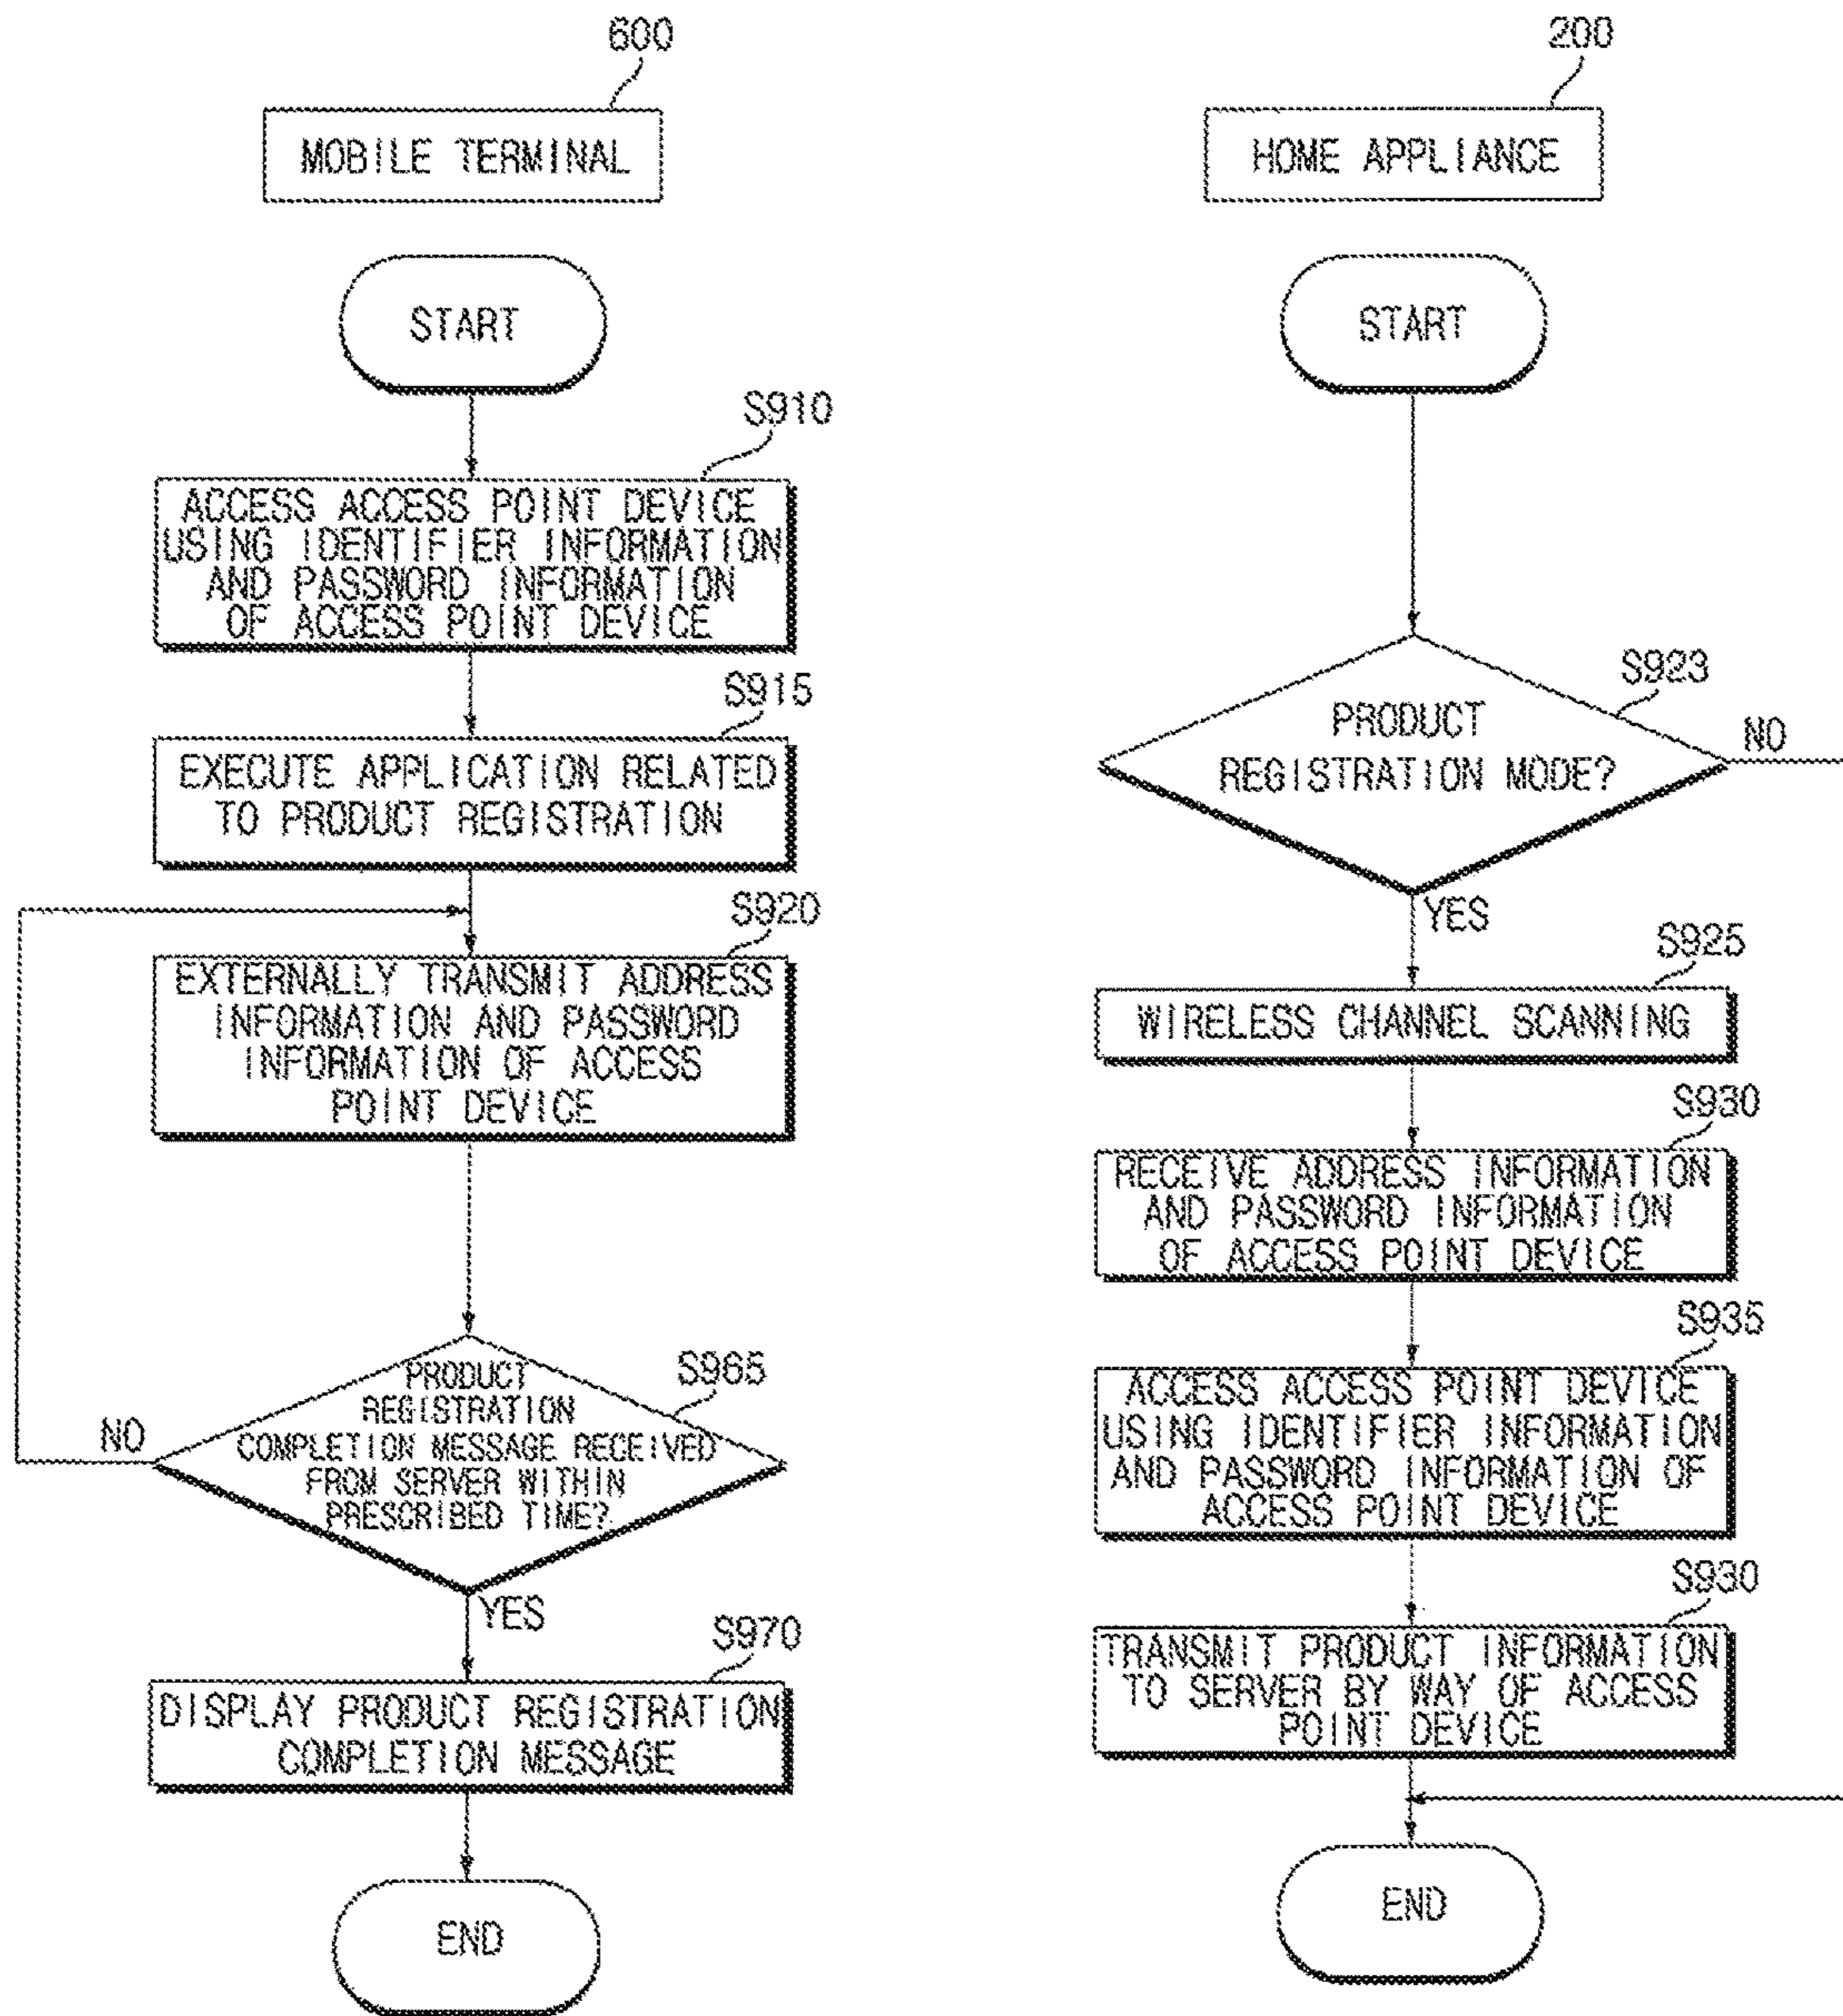 600
MOBILE TERMINAL
START
S910
ACCESS ACCESS POINT DEVICE
USING IDENTIFIER INFORMATION
AND PASSWORD INFORMATION
OF ACCESS POINT DEVICE
S915
EXECUTE APPLICATION RELATED
TO PRODUCT REGISTRATION
S920
EXTERNALLY TRANSMIT ADDRESS
INFORMATION AND PASSWORD
INFORMATION OF ACCESS
POINT DEVICE
S965
PRODUCT
REGISTRATION
COMPLETION MESSAGE RECEIVED
FROM SERVER WITHIN
PRESCRIBED TIME?
NO
YES
S970
DISPLAY PRODUCT REGISTRATION
COMPLETION MESSAGE
END
200
HOME APPLIANCE
START
S923
PRODUCT
REGISTRATION MODE?
NO
YES
S925
WIRELESS CHANNEL SCANNING
S930
RECEIVE ADDRESS INFORMATION
AND PASSWORD INFORMATION
OF ACCESS POINT DEVICE
S935
ACCESS ACCESS POINT DEVICE
USING IDENTIFIER INFORMATION
AND PASSWORD INFORMATION OF
ACCESS POINT DEVICE
S930
TRANSMIT PRODUCT INFORMATION
TO SERVER BY WAY OF ACCESS
POINT DEVICE
END